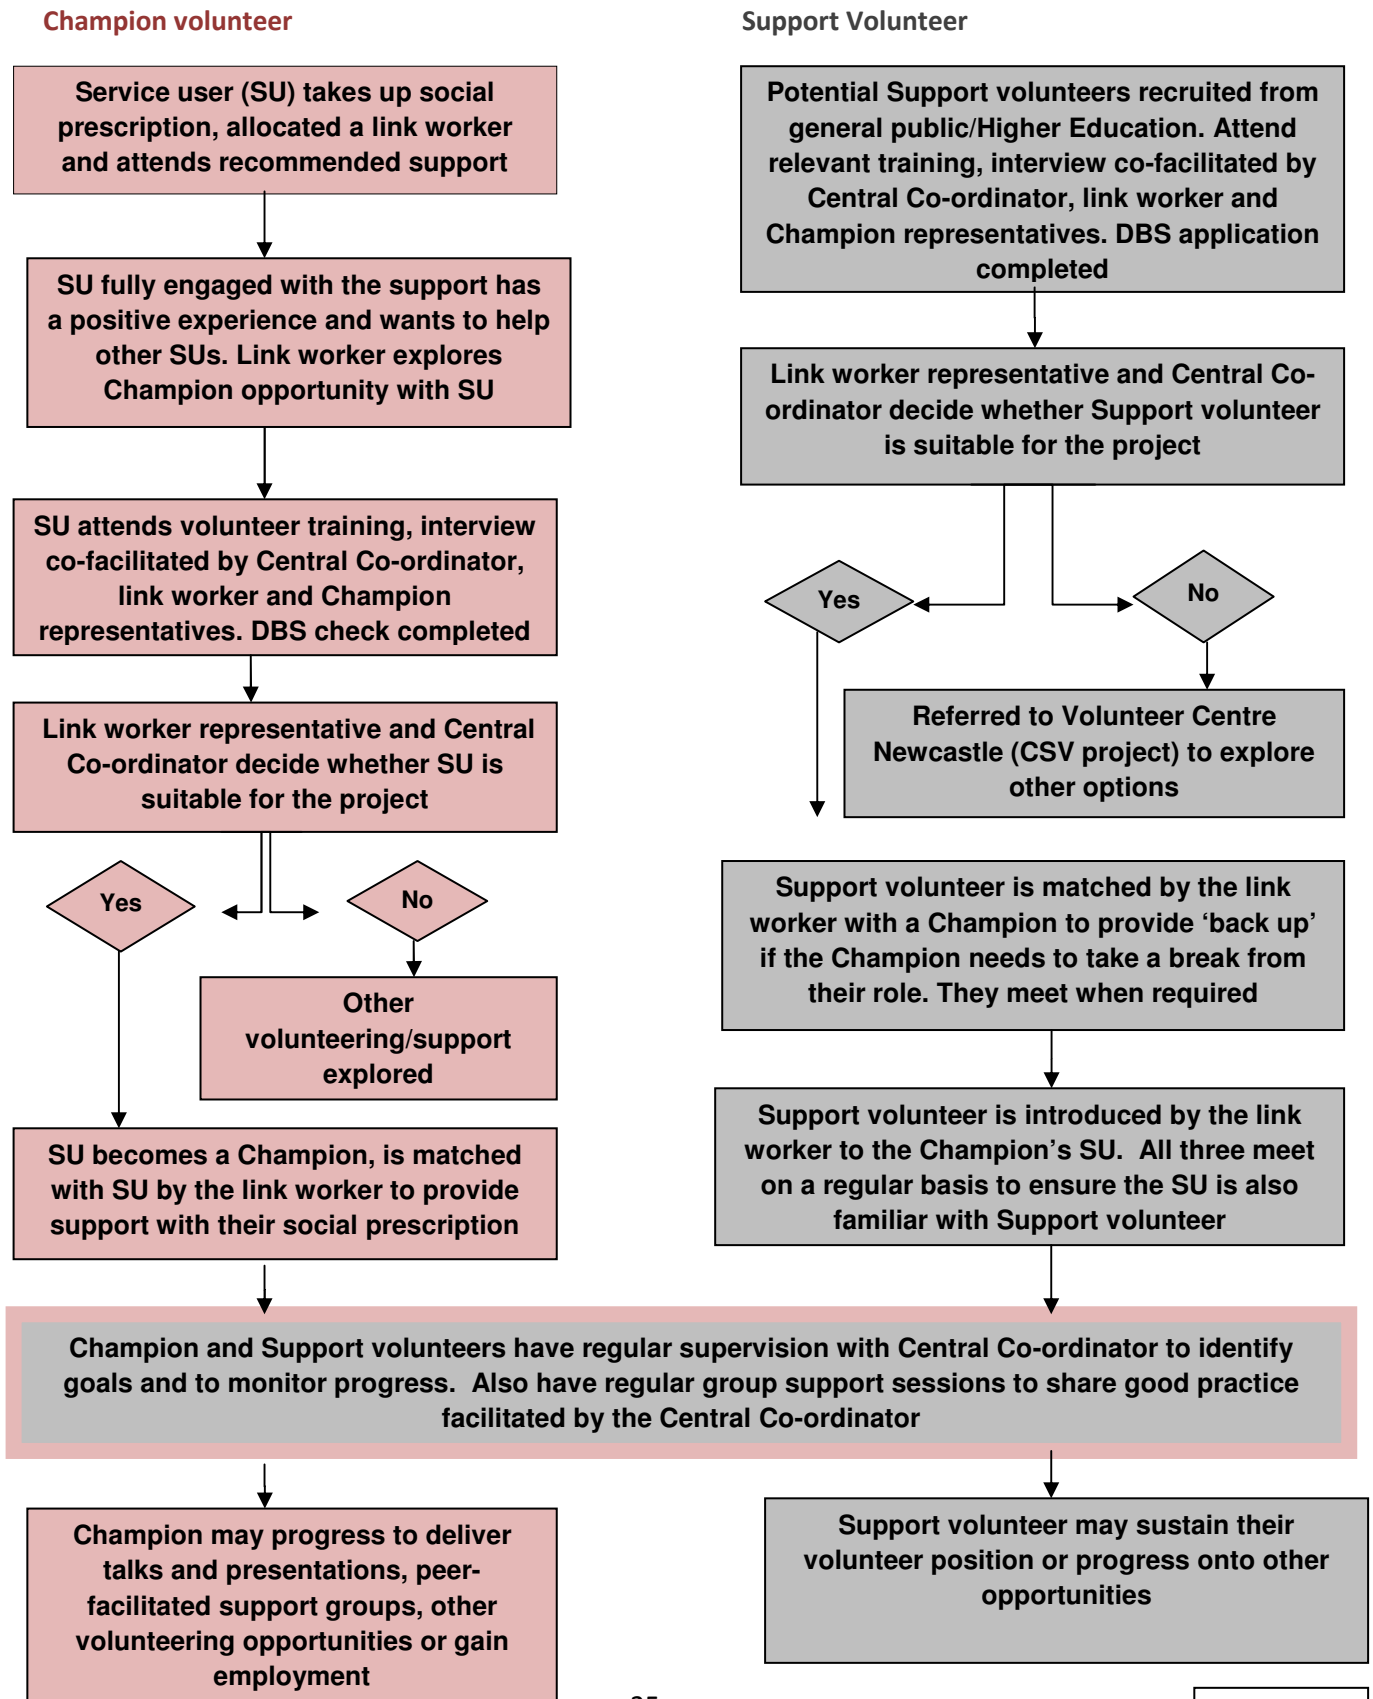 Champion volunteer
Service user (SU) takes up social
prescription, allocated a link worker
and attends recommended support
SU fully engaged with the support has
a positive experience and wants to help
other SUs. Link worker explores
Champion opportunity with SU
SU attends volunteer training, interview
co-facilitated by Central Co-ordinator,
link worker and Champion
representatives. DBS check completed
Link worker representative and Central
Co-ordinator decide whether SU is
suitable for the project
Yes
No
Other
volunteering/support
explored
SU becomes a Champion, is matched
with SU by the link worker to provide
support with their social prescription
Support Volunteer
Potential Support volunteers recruited from
general public/Higher Education. Attend
relevant training, interview co-facilitated by
Central Co-ordinator, link worker and
Champion representatives. DBS application
completed
Link worker representative and Central Co-
ordinator decide whether Support volunteer
is suitable for the project
Yes
No
Referred to Volunteer Centre
Newcastle (CSV project) to explore
other options
Support volunteer is matched by the link
worker with a Champion to provide ‘back up’
if the Champion needs to take a break from
their role. They meet when required
Support volunteer is introduced by the link
worker to the Champion’s SU.  All three meet
on a regular basis to ensure the SU is also
familiar with Support volunteer
Champion and Support volunteers have regular supervision with Central Co-ordinator to identify
goals and to monitor progress.  Also have regular group support sessions to share good practice
facilitated by the Central Co-ordinator
Champion may progress to deliver
talks and presentations, peer-
facilitated support groups, other
volunteering opportunities or gain
employment
Support volunteer may sustain their
volunteer position or progress onto other
opportunities